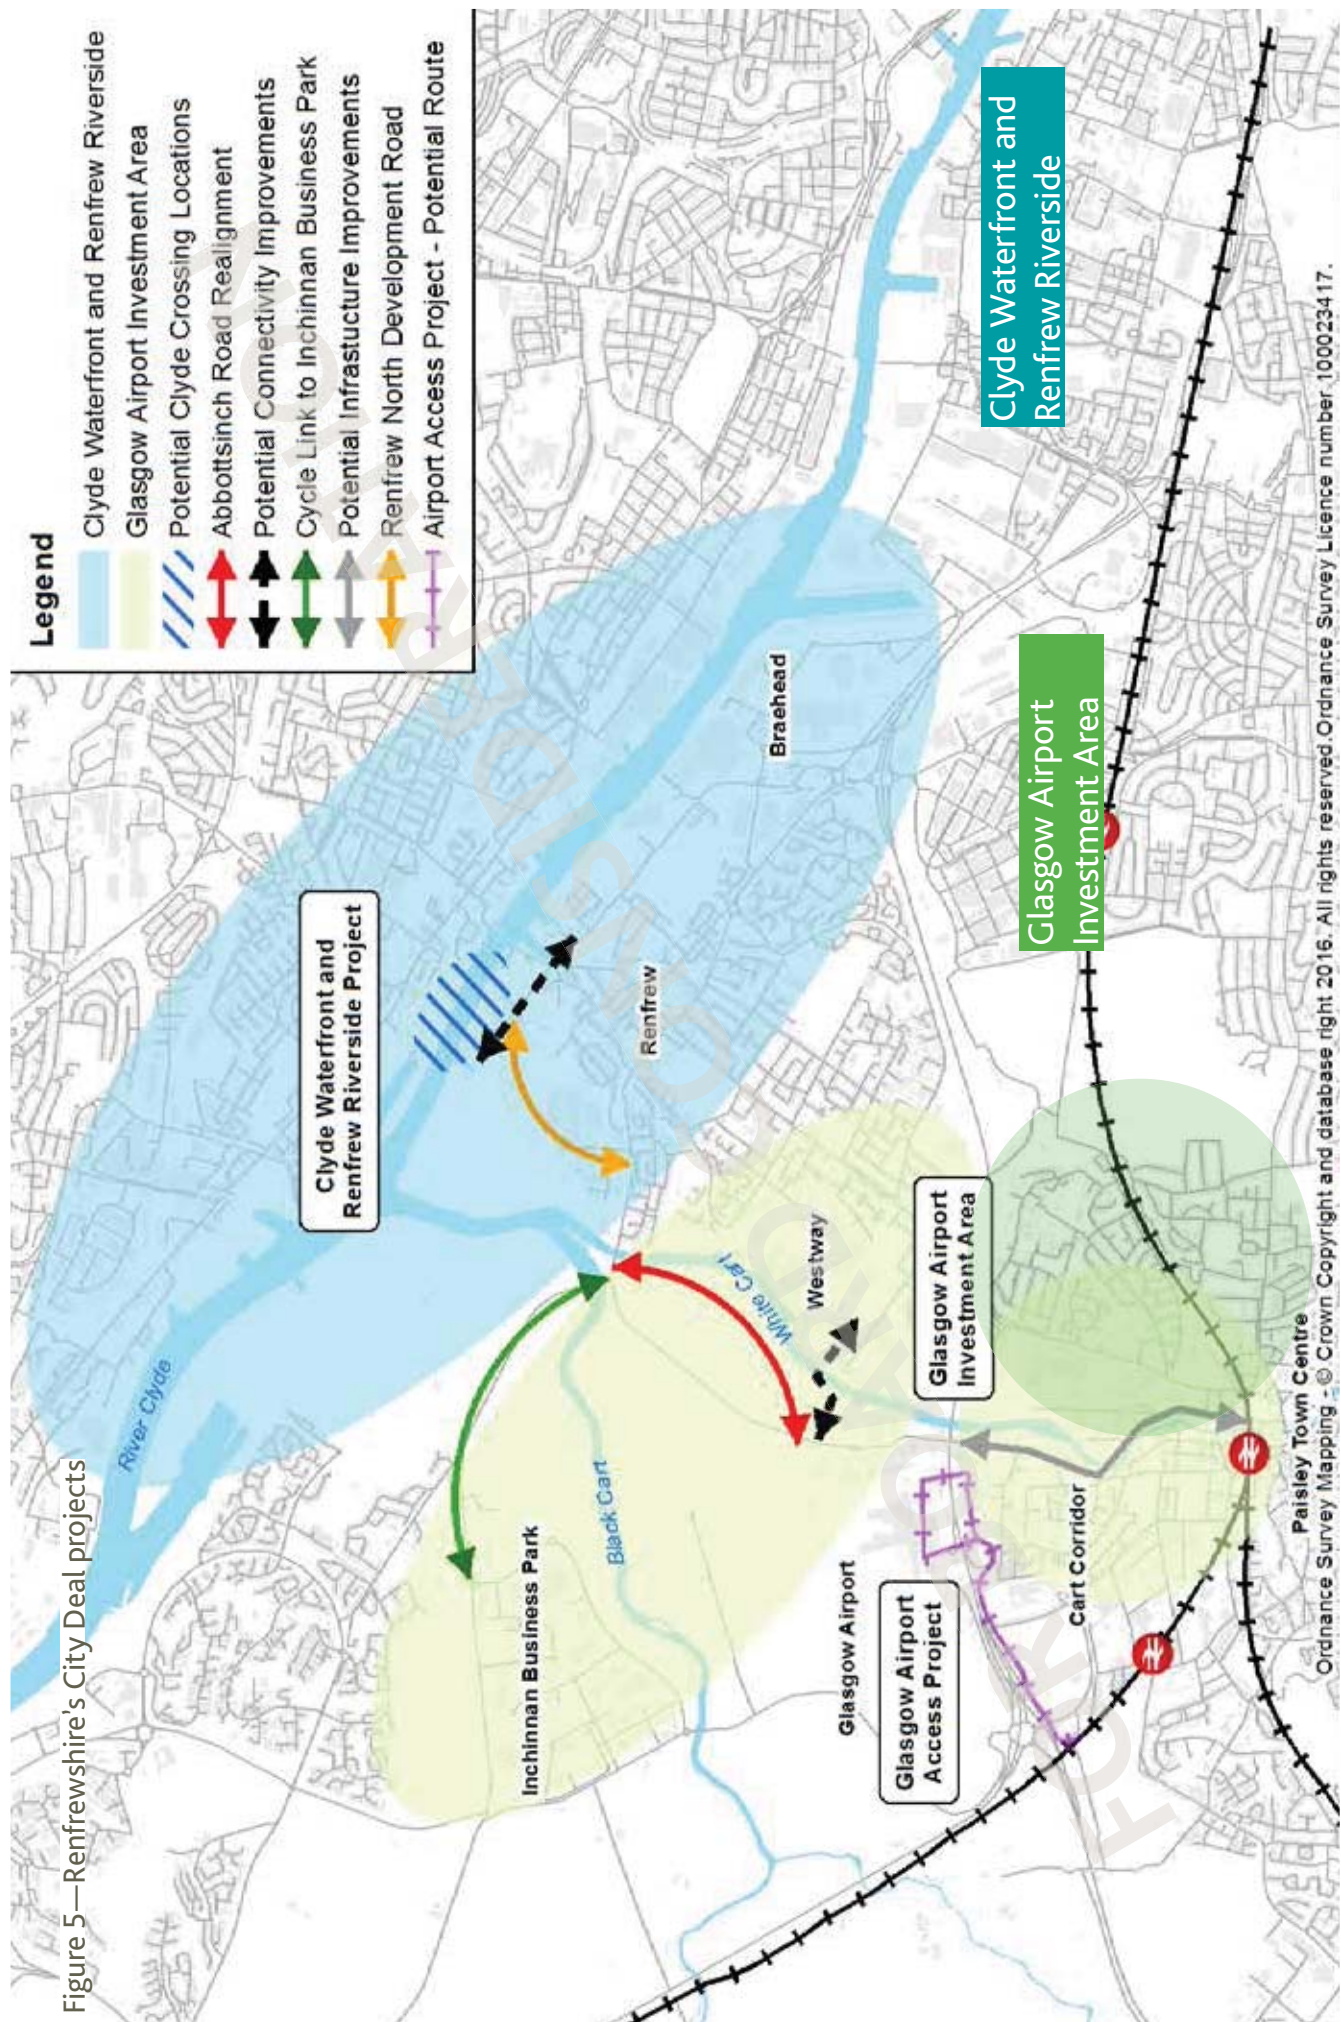 Figure 5—Renfrewshire's City Deal projects
Legend
Clyde Waterfront and Renfrew Riverside
Glasgow Airport Investment Area
Potential Clyde Crossing Locations
Abbottsinch Road Realignment
Potential Connectivity Improvements
Cycle Link to Inchinnan Business Park
Potential Infrastucture Improvements
Renfrew North Development Road
Airport Access Project - Potential Route
River Clyde
Clyde Waterfront and
Renfrew Riverside Project
Renfrew
Braehead
Inchinnan Business Park
Black Cart
White Cart
Westway
Glasgow Airport
Glasgow Airport
Access Project
Glasgow Airport
Investment Area
Cart Corridor
Paisley Town Centre
Clyde Waterfront and
Renfrew Riverside
Glasgow Airport
Investment Area
Ordnance Survey Mapping - © Crown Copyright and database right 2016. All rights reserved Ordnance Survey Licence number 100023417.
FOR BOARD CONSIDERATION